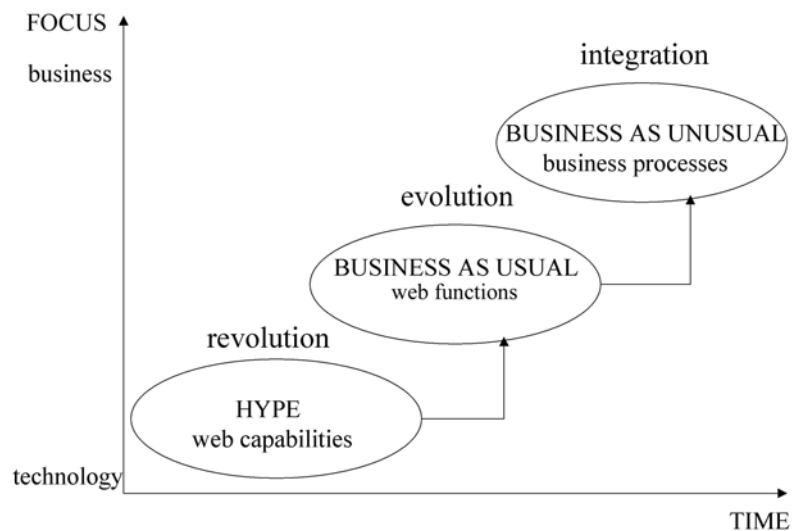 FOCUS
business
integration
BUSINESS AS UNUSUAL
business processes
evolution
BUSINESS AS USUAL
web functions
revolution
HYPE
web capabilities
technology
TIME